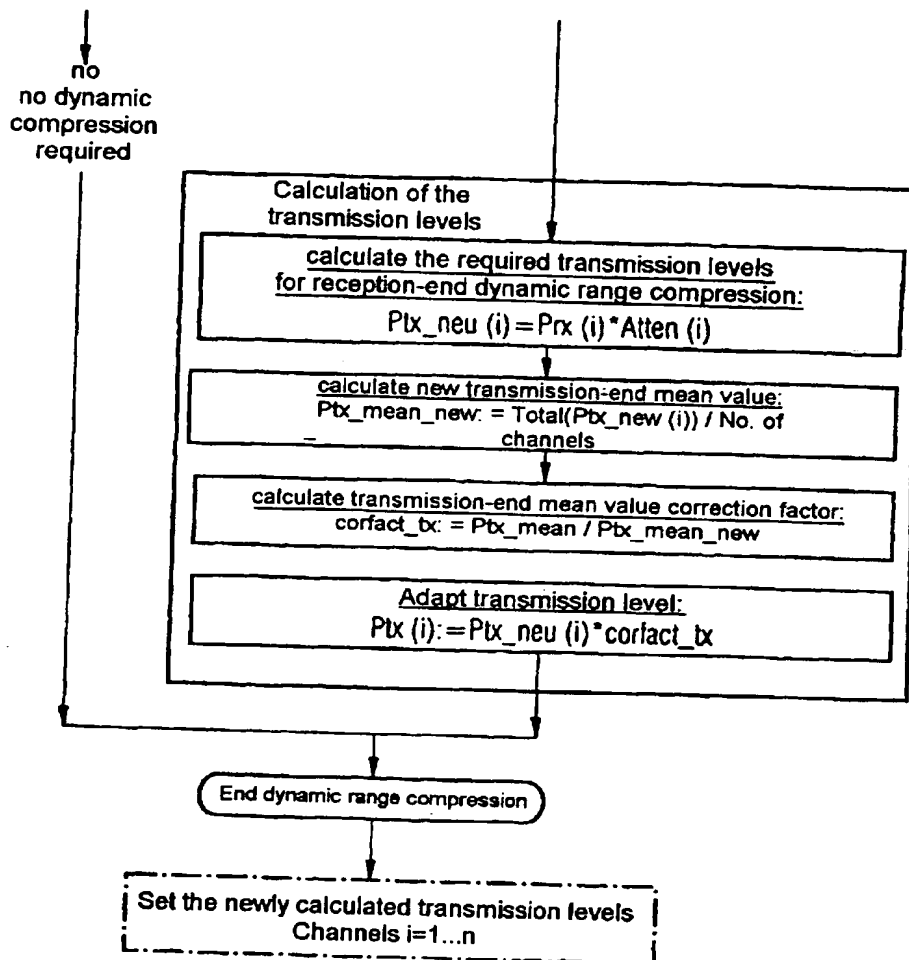 no
no dynamic
compression
required
Calculation of the
transmission levels
calculate the required transmission levels
for reception-end dynamic range compression:
Ptx_neu (i) = Prx (i)*Atten (i)
calculate new transmission-end mean value:
Ptx_mean_new: = Total(Ptx_new (i)) / No. of
_ channels
calculate transmission-end mean value correction factor:
corfact_tx: = Ptx_mean / Ptx_mean_new
Adapt transmission level:
Ptx (i): = Ptx_neu (i)*corfact_tx
End dynamic range compression
Set the newly calculated transmission levels
Channels i=1...n